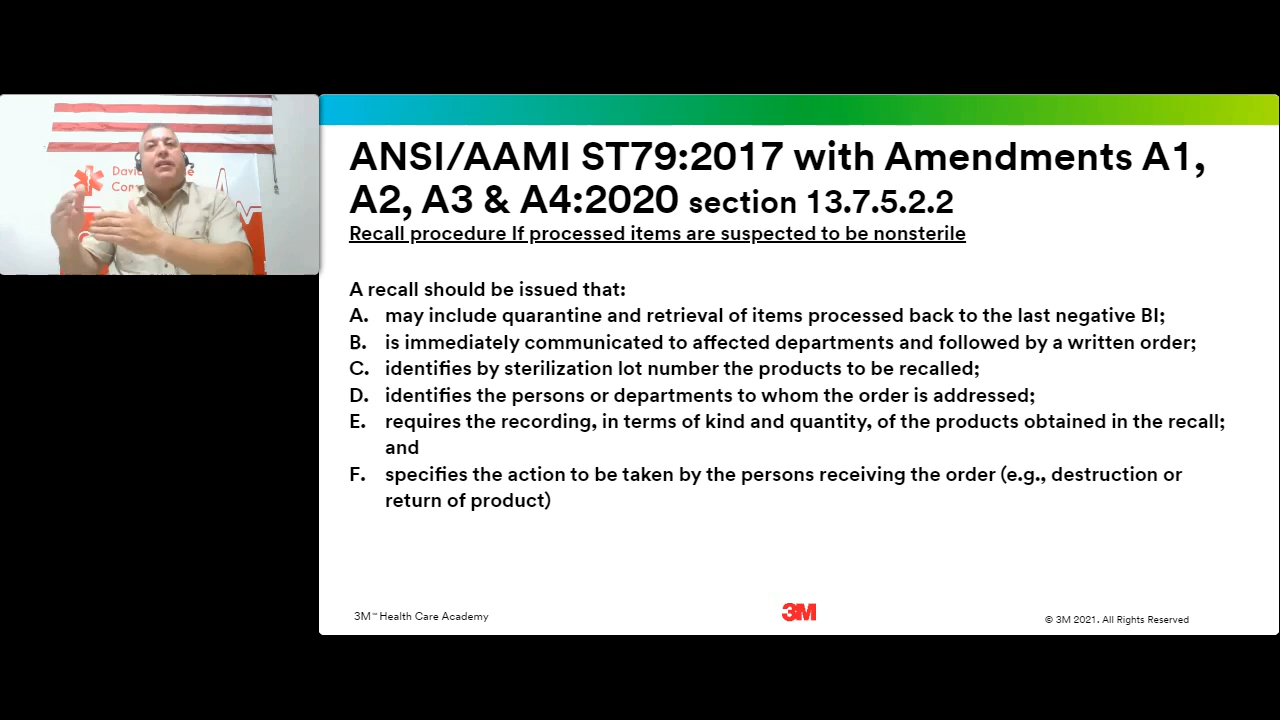 ANSI/AAMI ST79:2017 with Amendments A1,
A2, A3 & A4:2020 section 13.7.5.2.2
Recall procedure If processed items are suspected to be nonsterile
A recall should be issued that:
A. may include quarantine and retrieval of items processed back to the last negative BI;
B. is immediately communicated to affected departments and followed by a written order;
C. identifies by sterilization lot number the products to be recalled;
D. identifies the persons or departments to whom the order is addressed;
E. requires the recording, in terms of kind and quantity, of the products obtained in the recall;
and
F. specifies the action to be taken by the persons receiving the order (e.g., destruction or
return of product)
3M™ Health Care Academy
3M
© 3M 2021. All Rights Reserved